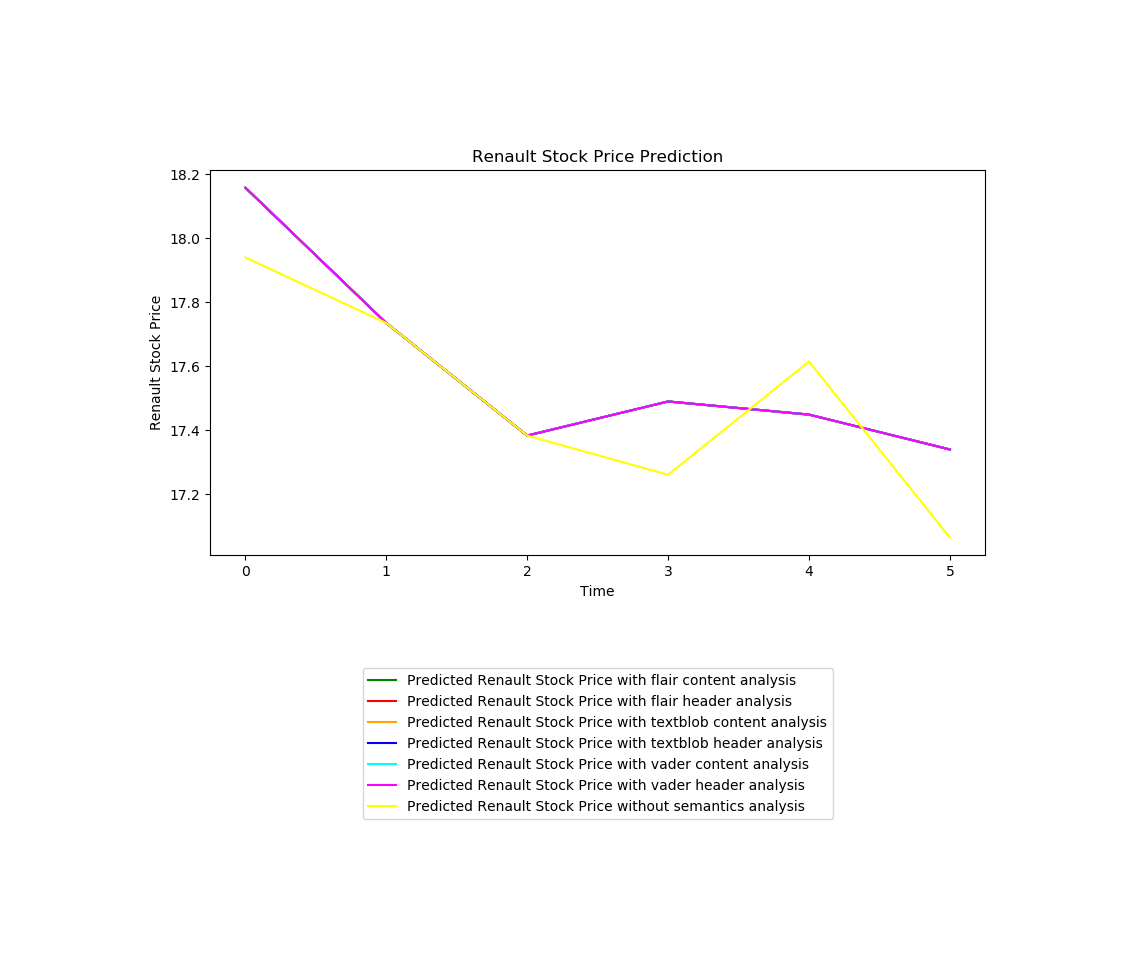 Renault Stock Price Prediction
18.2
18.0
17.8
17.6
17.4
17.2
Renault Stock Price
0 1 2 3 4 5
Time
Predicted Renault Stock Price with flair content analysis
Predicted Renault Stock Price with flair header analysis
Predicted Renault Stock Price with textblob content analysis
Predicted Renault Stock Price with textblob header analysis
Predicted Renault Stock Price with vader content analysis
Predicted Renault Stock Price with vader header analysis
Predicted Renault Stock Price without semantics analysis